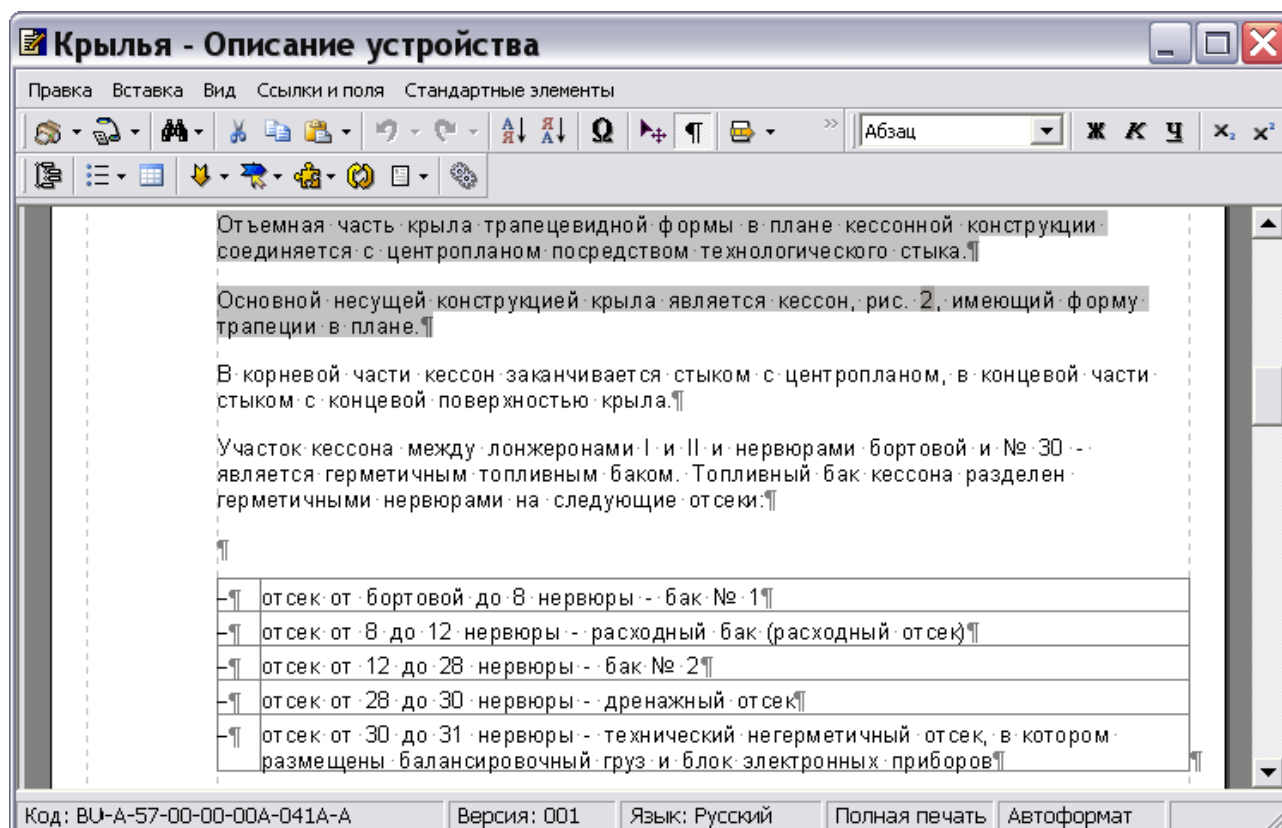 Крылья - Описание устройства
Правка Вставка Вид Ссылки и поля Стандартные элементы
Абзац Ж К Ч X₂ X²
Отъемная часть крыла трапецевидной формы в плане кессонной конструкции
соединяется с центропланом посредством технологического стыка.¶
Основной несущей конструкцией крыла является кессон, рис. 2, имеющий форму
трапеции в плане.¶
В корневой части кессон заканчивается стыком с центропланом, в концевой части
стыком с концевой поверхностью крыла.¶
Участок кессона между лонжеронами I и II и нервюрами бортовой и № 30 -
является герметичным топливным баком. Топливный бак кессона разделен
герметичными нервюрами на следующие отсеки:¶
¶
–¶ отсек от бортовой до 8 нервюры - бак № 1¶
–¶ отсек от 8 до 12 нервюры - расходный бак (расходный отсек)¶
–¶ отсек от 12 до 28 нервюры - бак № 2¶
–¶ отсек от 28 до 30 нервюры - дренажный отсек¶
–¶ отсек от 30 до 31 нервюры - технический негерметичный отсек, в котором
размещены балансировочный груз и блок электронных приборов¶ ¶
Код: BU-A-57-00-00-00A-041A-A Версия: 001 Язык: Русский Полная печать Автоформат